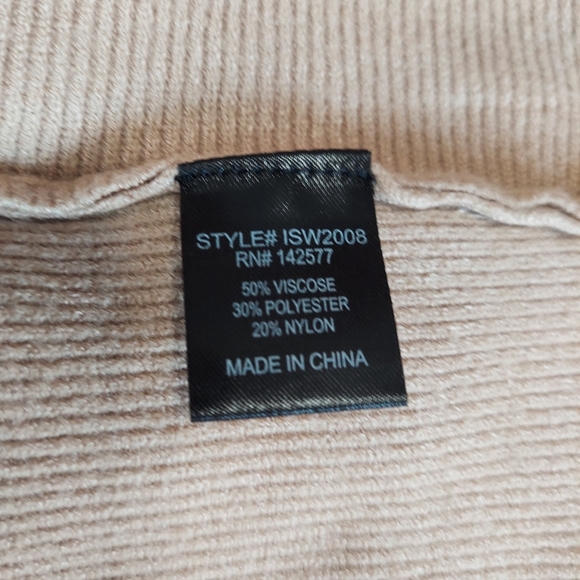 STYLE# ISW2008
RN# 142577
50% VISCOSE
30% POLYESTER
20% NYLON
MADE IN CHINA